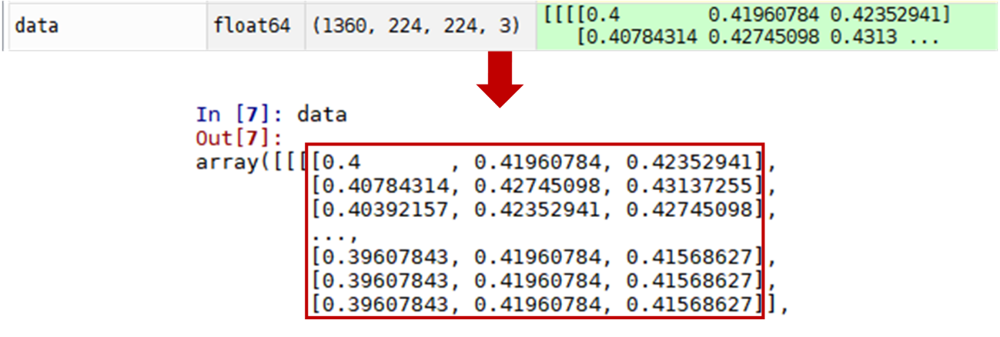 data float64 (1360, 224, 224, 3) [[[[0.4        0.41960784 0.42352941]
[0.40784314 0.42745098 0.4313 ...
In [7]: data
Out[7]:
array([[[[0.4       , 0.41960784, 0.42352941],
[0.40784314, 0.42745098, 0.43137255],
[0.40392157, 0.42352941, 0.42745098],
...,
[0.39607843, 0.41960784, 0.41568627],
[0.39607843, 0.41960784, 0.41568627],
[0.39607843, 0.41960784, 0.41568627]],